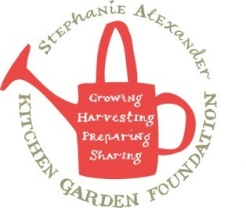 Stephanie Alexander
Growing
Harvesting
Preparing
Sharing
KITCHEN GARDEN FOUNDATION